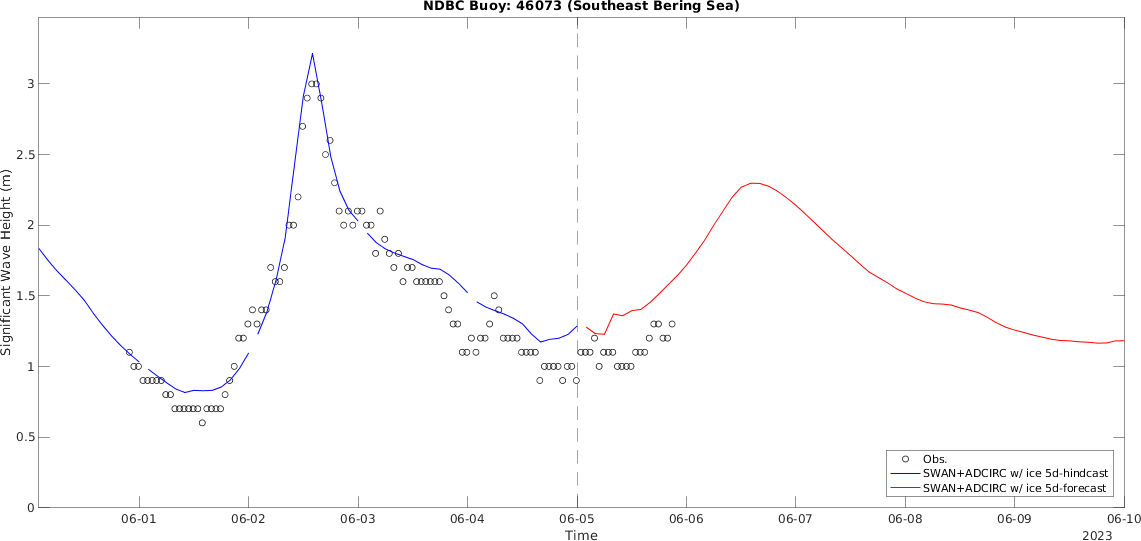 NDBC Buoy: 46073 (Southeast Bering Sea)
Significant Wave Height (m)
3
2.5
2
1.5
1
0.5
0
06-01 06-02 06-03 06-04 06-05 06-06 06-07 06-08 06-09 06-10
Time
2023
Obs.
SWAN+ADCIRC w/ ice 5d-hindcast
SWAN+ADCIRC w/ ice 5d-forecast